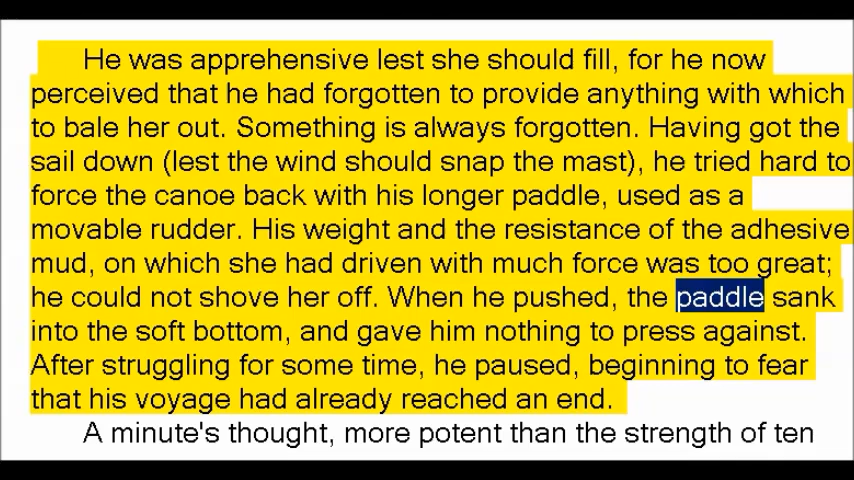 He was apprehensive lest she should fill, for he now
perceived that he had forgotten to provide anything with which
to bale her out. Something is always forgotten. Having got the
sail down (lest the wind should snap the mast), he tried hard to
force the canoe back with his longer paddle, used as a
movable rudder. His weight and the resistance of the adhesive
mud, on which she had driven with much force was too great;
he could not shove her off. When he pushed, the paddle sank
into the soft bottom, and gave him nothing to press against.
After struggling for some time, he paused, beginning to fear
that his voyage had already reached an end.
A minute's thought, more potent than the strength of ten